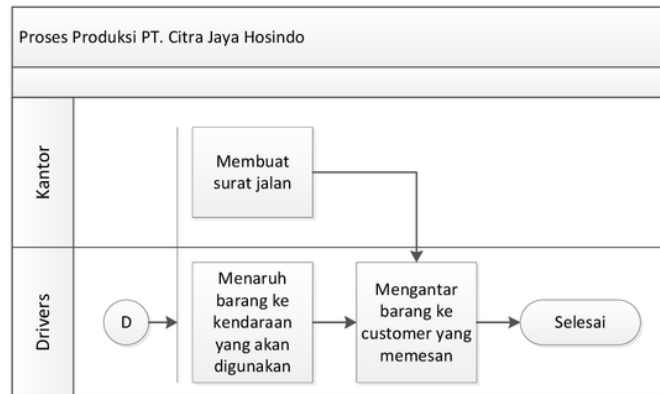 Proses Produksi PT. Citra Jaya Hosindo
Kantor
Membuat
surat jalan
Drivers
D
Menaruh
barang ke
kendaraan
yang akan
digunakan
Mengantar
barang ke
customer yang
memesan
Selesai